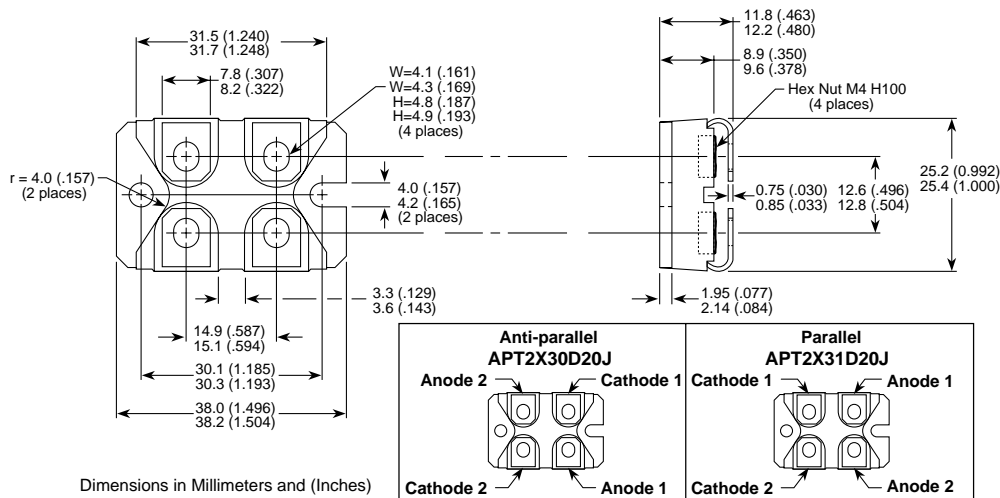 31.5 (1.240)
31.7 (1.248)
7.8 (.307)
8.2 (.322)
W=4.1 (.161)
W=4.3 (.169)
H=4.8 (.187)
H=4.9 (.193)
(4 places)
r = 4.0 (.157)
(2 places)
4.0 (.157)
4.2 (.165)
(2 places)
3.3 (.129)
3.6 (.143)
14.9 (.587)
15.1 (.594)
30.1 (1.185)
30.3 (1.193)
38.0 (1.496)
38.2 (1.504)
11.8 (.463)
12.2 (.480)
8.9 (.350)
9.6 (.378)
Hex Nut M4 H100
(4 places)
0.75 (.030)
0.85 (.033)
12.6 (.496)
12.8 (.504)
25.2 (0.992)
25.4 (1.000)
1.95 (.077)
2.14 (.084)
Anti-parallel
APT2X30D20J
Anode 2
Cathode 1
Cathode 2
Anode 1
Parallel
APT2X31D20J
Cathode 1
Anode 1
Cathode 2
Anode 2
Dimensions in Millimeters and (Inches)